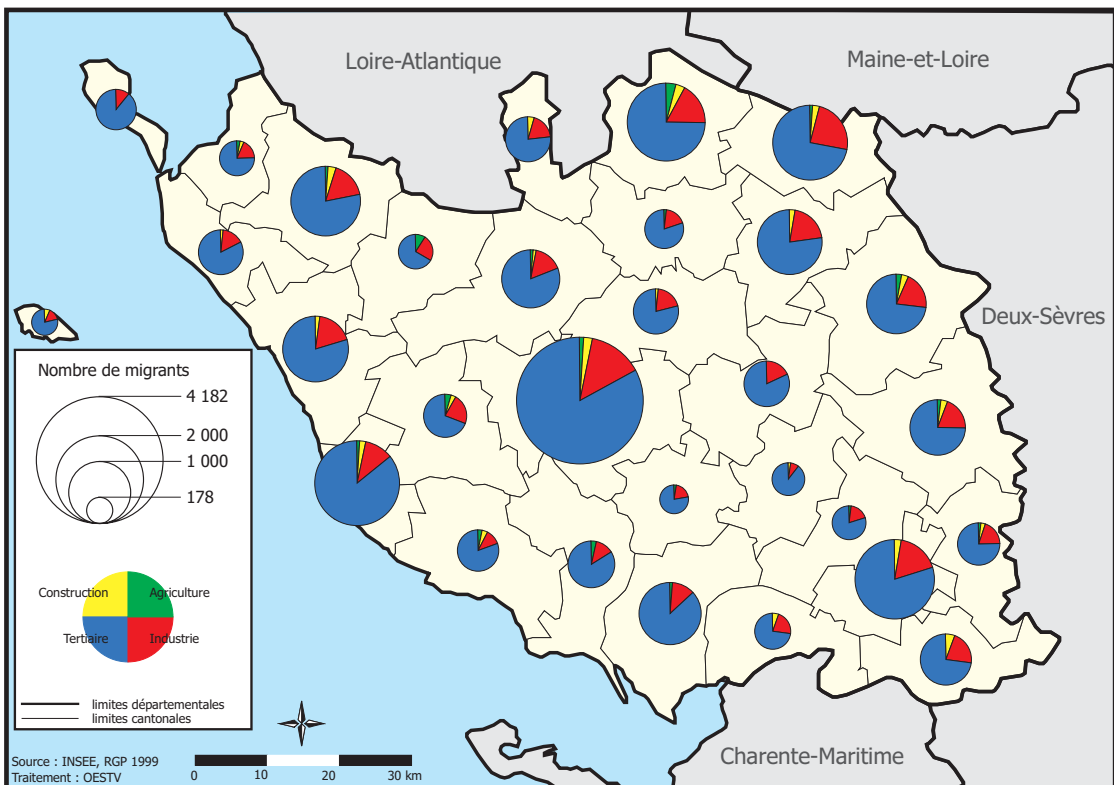 Loire-Atlantique
Maine-et-Loire
Deux-Sèvres
Nombre de migrants
4 182
2 000
1 000
178
Construction
Agriculture
Tertiaire
Industrie
limites départementales
limites cantonales
Source : INSEE, RGP 1999
Traitement : OESTV
0 10 20 30 km
Charente-Maritime